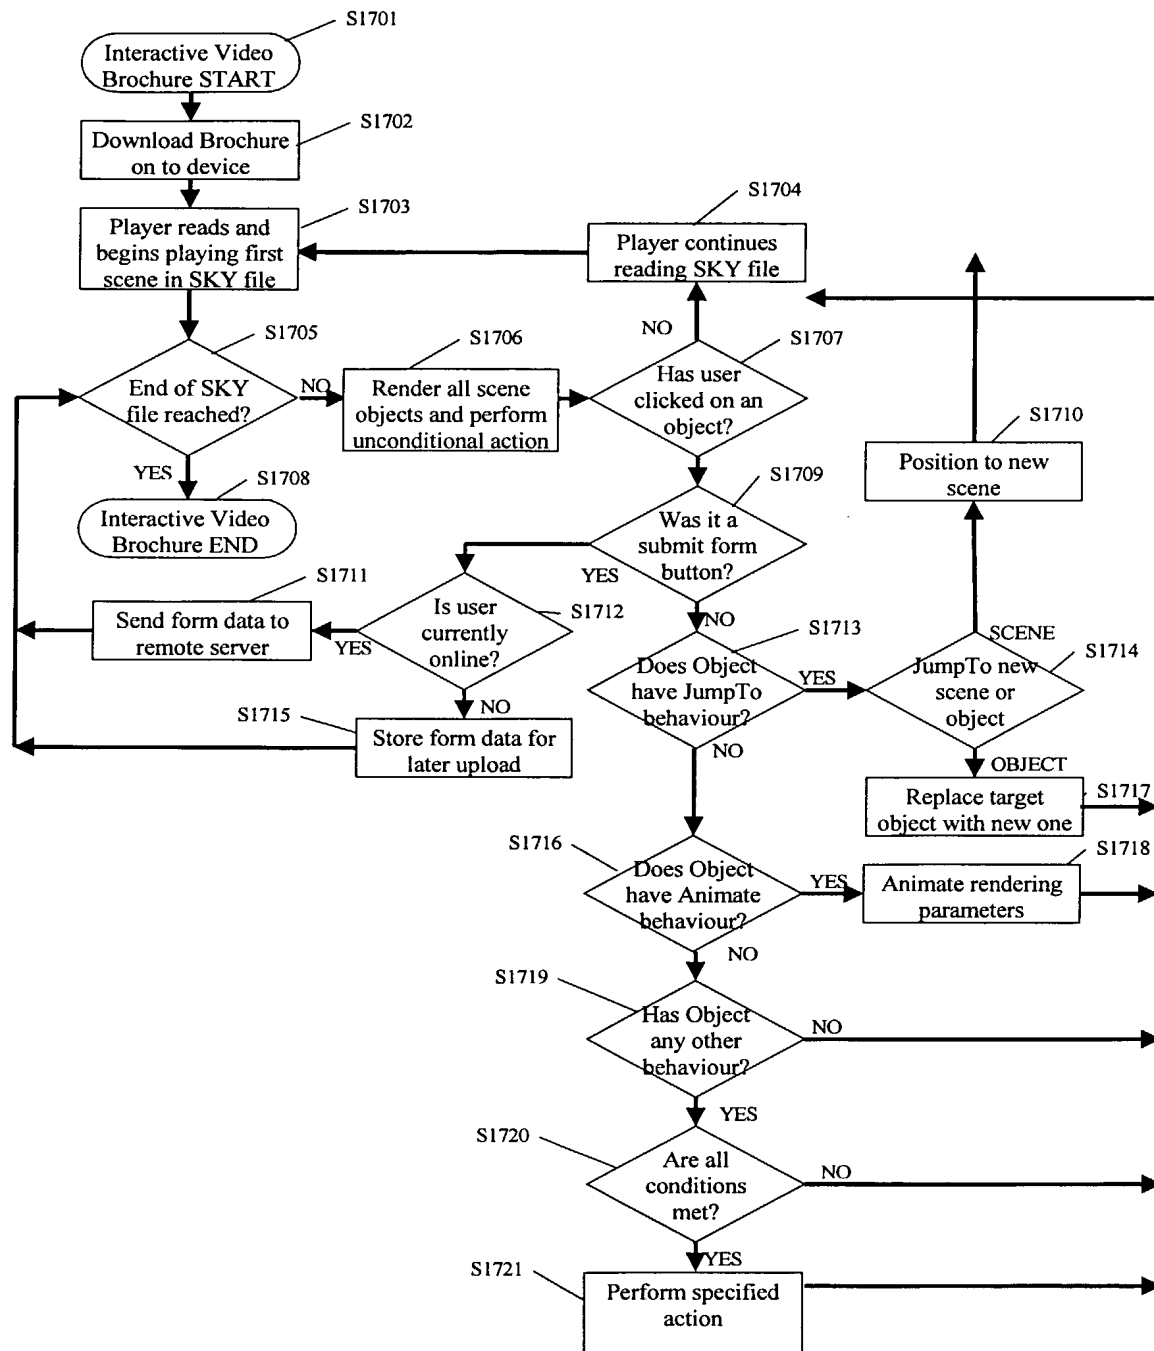 S1701
Interactive Video
Brochure START
S1702
Download Brochure
on to device
S1703
Player reads and
begins playing first
scene in SKY file
S1704
Player continues
reading SKY file
S1705
End of SKY
file reached?
NO
YES
S1706
Render all scene
objects and perform
unconditional action
S1707
NO
Has user
clicked on an
object?
S1708
Interactive Video
Brochure END
S1709
Was it a
submit form
button?
YES
NO
S1710
Position to new
scene
S1711
Send form data to
remote server
S1712
Is user
currently
online?
YES
NO
S1713
Does Object
have JumpTo
behaviour?
YES
NO
SCENE
S1714
JumpTo new
scene or
object
OBJECT
S1715
Store form data for
later upload
S1717
Replace target
object with new one
S1716
Does Object
have Animate
behaviour?
YES
NO
S1718
Animate rendering
parameters
S1719
Has Object
any other
behaviour?
NO
YES
S1720
Are all
conditions
met?
NO
YES
S1721
Perform specified
action